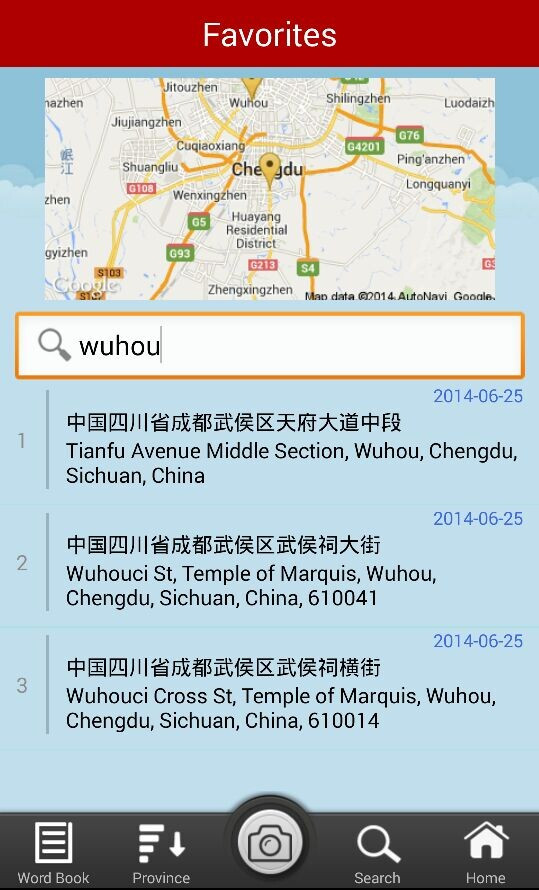 Favorites
Jitouzhen
nazhen
Wuhou
Shilingzhen
Luodaizh
Jiujiangzhen
G76
岷江
Cuqiaoxiang
G4201
Ping'anzhen
Shuangliu
Chengdu
G108
Longquanyi
zhen
Wenxingzhen
G5
Huayang
Residential
District
gyizhen
G93
G213
S4
S103
Google
Zhengxingzhen
Map data ©2014 AutoNavi, Google
wuhou
2014-06-25
1
中国四川省成都武侯区天府大道中段
Tianfu Avenue Middle Section, Wuhou, Chengdu,
Sichuan, China
2014-06-25
2
中国四川省成都武侯区武侯祠大街
Wuhouci St, Temple of Marquis, Wuhou,
Chengdu, Sichuan, China, 610041
2014-06-25
3
中国四川省成都武侯区武侯祠横街
Wuhouci Cross St, Temple of Marquis, Wuhou,
Chengdu, Sichuan, China, 610014
Word Book
Province
Search
Home